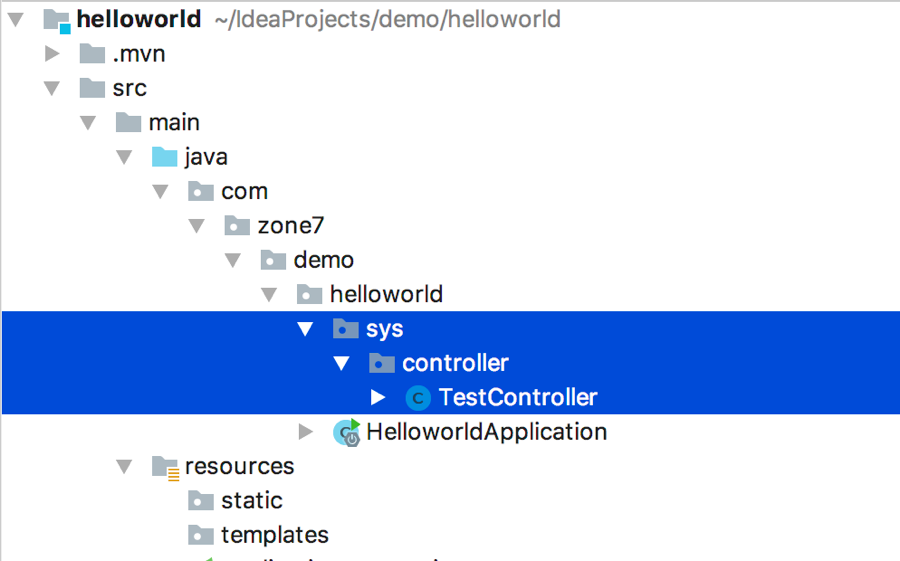 helloworld ~/IdeaProjects/demo/helloworld
.mvn
src
main
java
com
zone7
demo
helloworld
sys
controller
C TestController
C HelloworldApplication
resources
static
templates